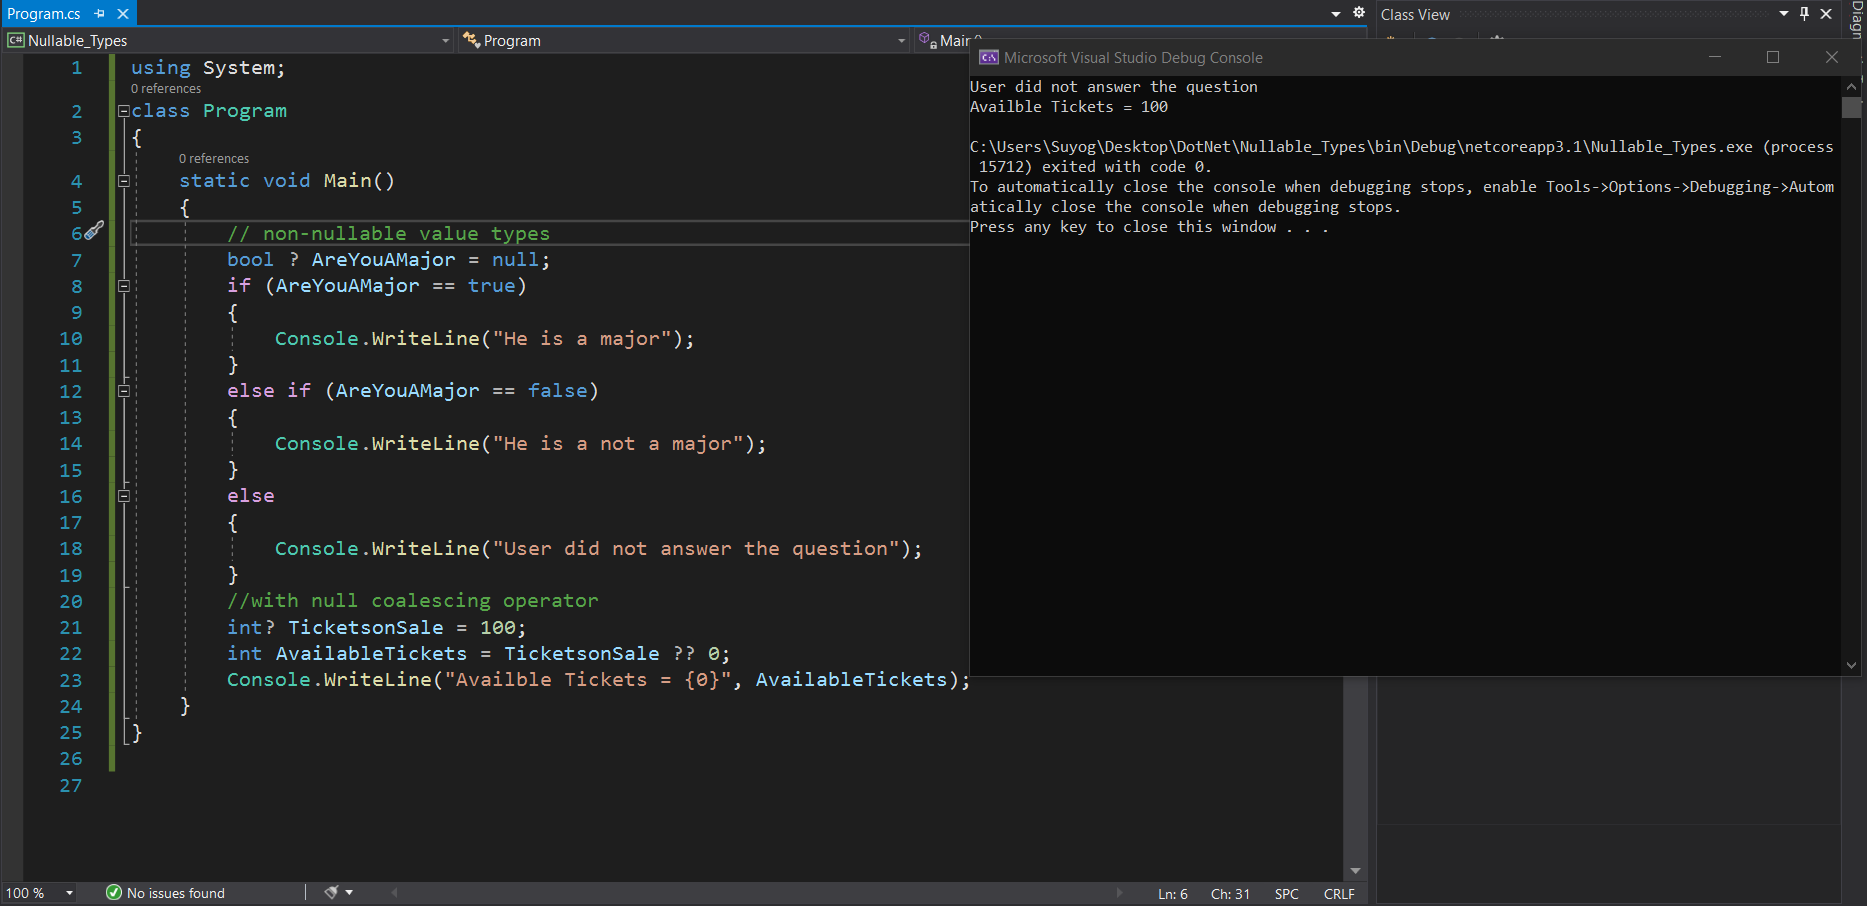 Program.cs
Class View
Diagn
Nullable_Types
Program
Main()
1 using System;
0 references
2 class Program
3 {
0 references
4 static void Main()
5 {
6 // non-nullable value types
7 bool ? AreYouAMajor = null;
8 if (AreYouAMajor == true)
9 {
10 Console.WriteLine("He is a major");
11 }
12 else if (AreYouAMajor == false)
13 {
14 Console.WriteLine("He is a not a major");
15 }
16 else
17 {
18 Console.WriteLine("User did not answer the question");
19 }
20 //with null coalescing operator
21 int? TicketsonSale = 100;
22 int AvailableTickets = TicketsonSale ?? 0;
23 Console.WriteLine("Availble Tickets = {0}", AvailableTickets);
24 }
25 }
26
27
Microsoft Visual Studio Debug Console
User did not answer the question
Availble Tickets = 100
C:\Users\Suyog\Desktop\DotNet\Nullable_Types\bin\Debug\netcoreapp3.1\Nullable_Types.exe (process
15712) exited with code 0.
To automatically close the console when debugging stops, enable Tools->Options->Debugging->Autom
atically close the console when debugging stops.
Press any key to close this window . . .
100 %
No issues found
Ln: 6 Ch: 31 SPC CRLF